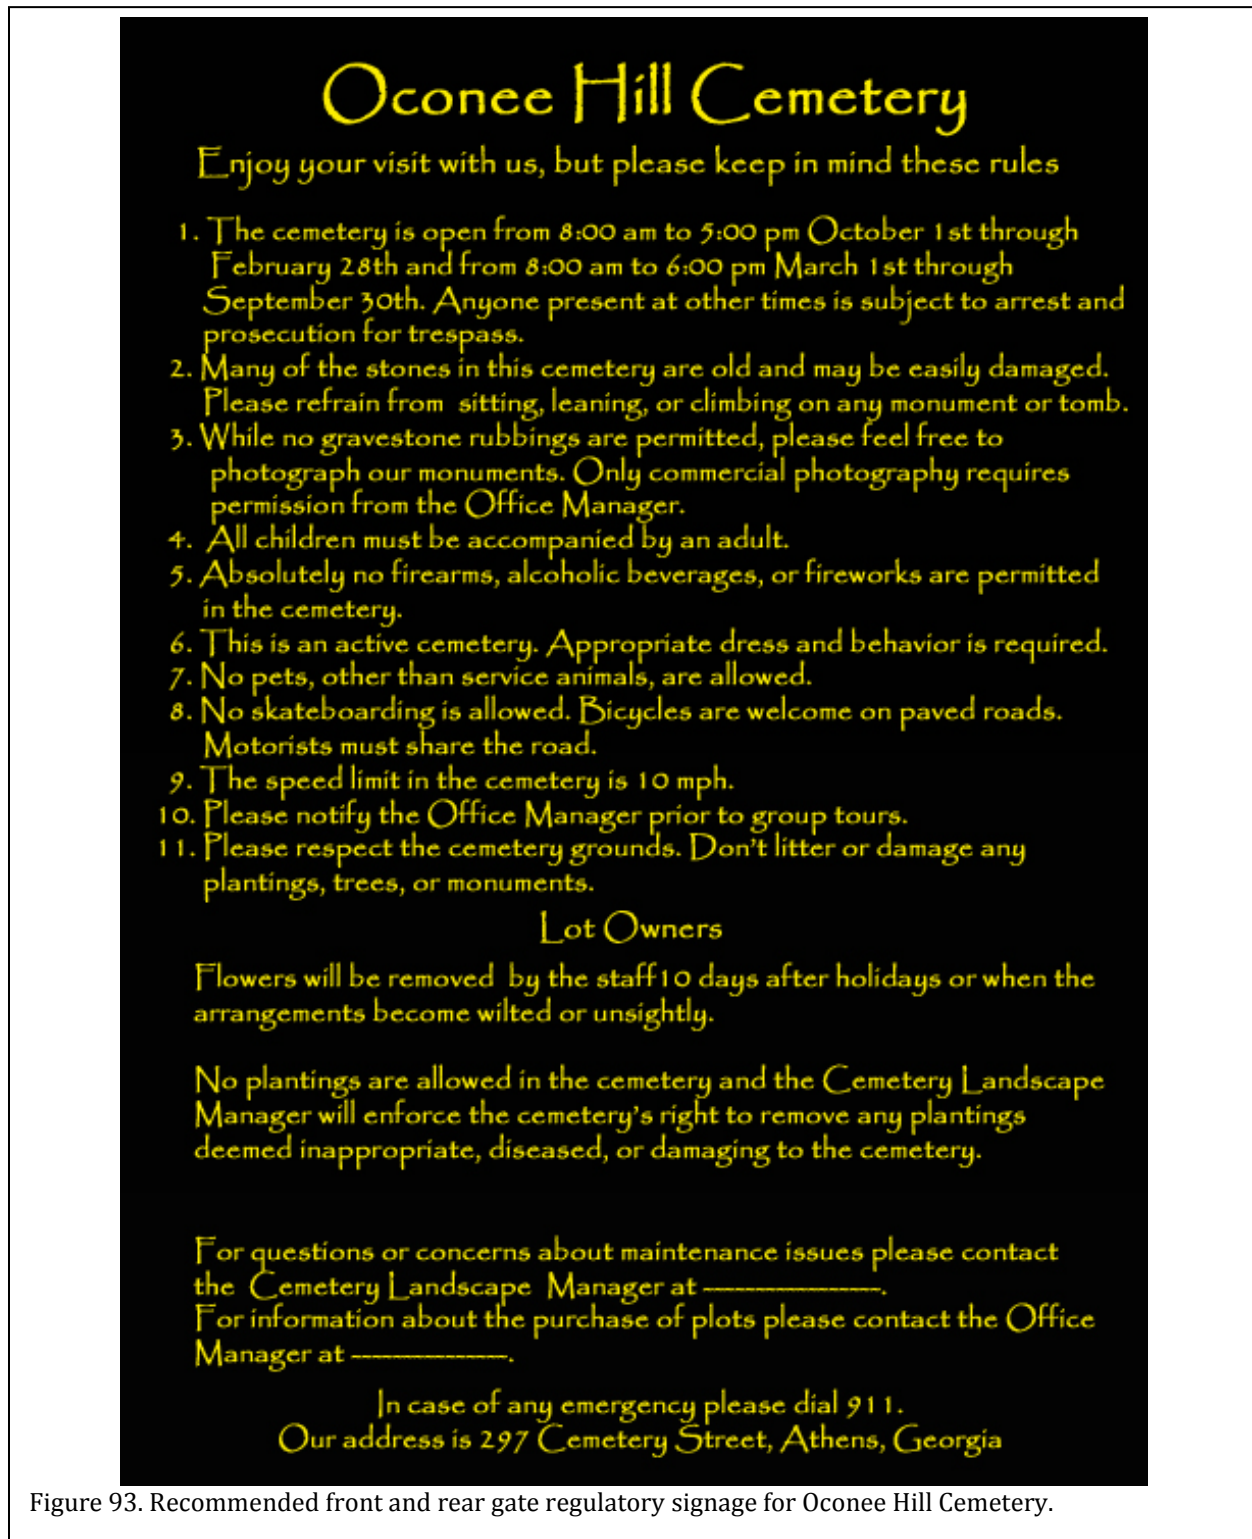 Oconee Hill Cemetery
Enjoy your visit with us, but please keep in mind these rules
1. The cemetery is open from 8:00 am to 5:00 pm October 1st through
February 28th and from 8:00 am to 6:00 pm March 1st through
September 30th. Anyone present at other times is subject to arrest and
prosecution for trespass.
2. Many of the stones in this cemetery are old and may be easily damaged.
Please refrain from sitting, leaning, or climbing on any monument or tomb.
3. While no gravestone rubbings are permitted, please feel free to
photograph our monuments. Only commercial photography requires
permission from the Office Manager.
4. All children must be accompanied by an adult.
5. Absolutely no firearms, alcoholic beverages, or fireworks are permitted
in the cemetery.
6. This is an active cemetery. Appropriate dress and behavior is required.
7. No pets, other than service animals, are allowed.
8. No skateboarding is allowed. Bicycles are welcome on paved roads.
Motorists must share the road.
9. The speed limit in the cemetery is 10 mph.
10. Please notify the Office Manager prior to group tours.
11. Please respect the cemetery grounds. Don't litter or damage any
plantings, trees, or monuments.
Lot Owners
Flowers will be removed by the staff10 days after holidays or when the
arrangements become wilted or unsightly.
No plantings are allowed in the cemetery and the Cemetery Landscape
Manager will enforce the cemetery's right to remove any plantings
deemed inappropriate, diseased, or damaging to the cemetery.
For questions or concerns about maintenance issues please contact
the Cemetery Landscape Manager at -----------------.
For information about the purchase of plots please contact the Office
Manager at ---------------.
In case of any emergency please dial 911.
Our address is 297 Cemetery Street, Athens, Georgia
Figure 93. Recommended front and rear gate regulatory signage for Oconee Hill Cemetery.